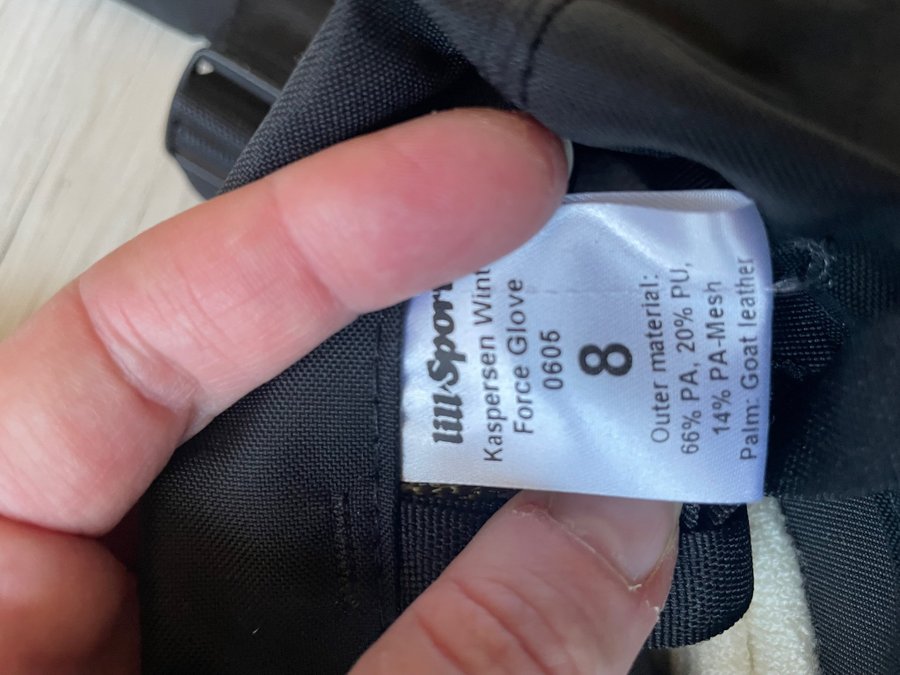 lill-Sport
Kaspersen Wint
Force Glove
0605
8
Outer material:
66% PA, 20% PU,
14% PA-Mesh
Palm: Goat leather